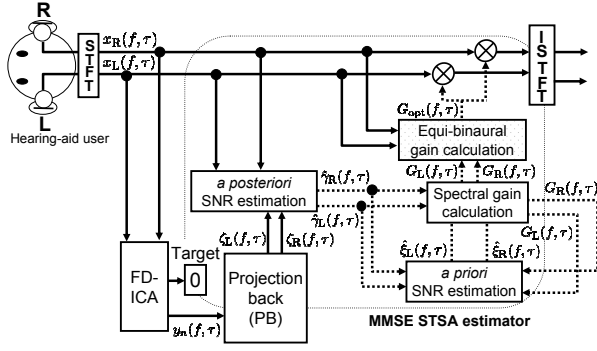 R
x_R(f, τ)
x_L(f, τ)
STFT
ISTFT
L
Hearing-aid user
G_opt(f, τ)
Equi-binaural
gain calculation
G_L(f, τ) G_R(f, τ)
a posteriori
SNR estimation
γ̂_R(f, τ)
γ̂_L(f, τ)
Spectral gain
calculation
G_R(f, τ)
G_L(f, τ)
ζ_L(f, τ) ζ_R(f, τ)
ξ̂_L(f, τ) ξ̂_R(f, τ)
FD-
ICA
Target
0
Projection
back
(PB)
a priori
SNR estimation
y_n(f, τ)
MMSE STSA estimator